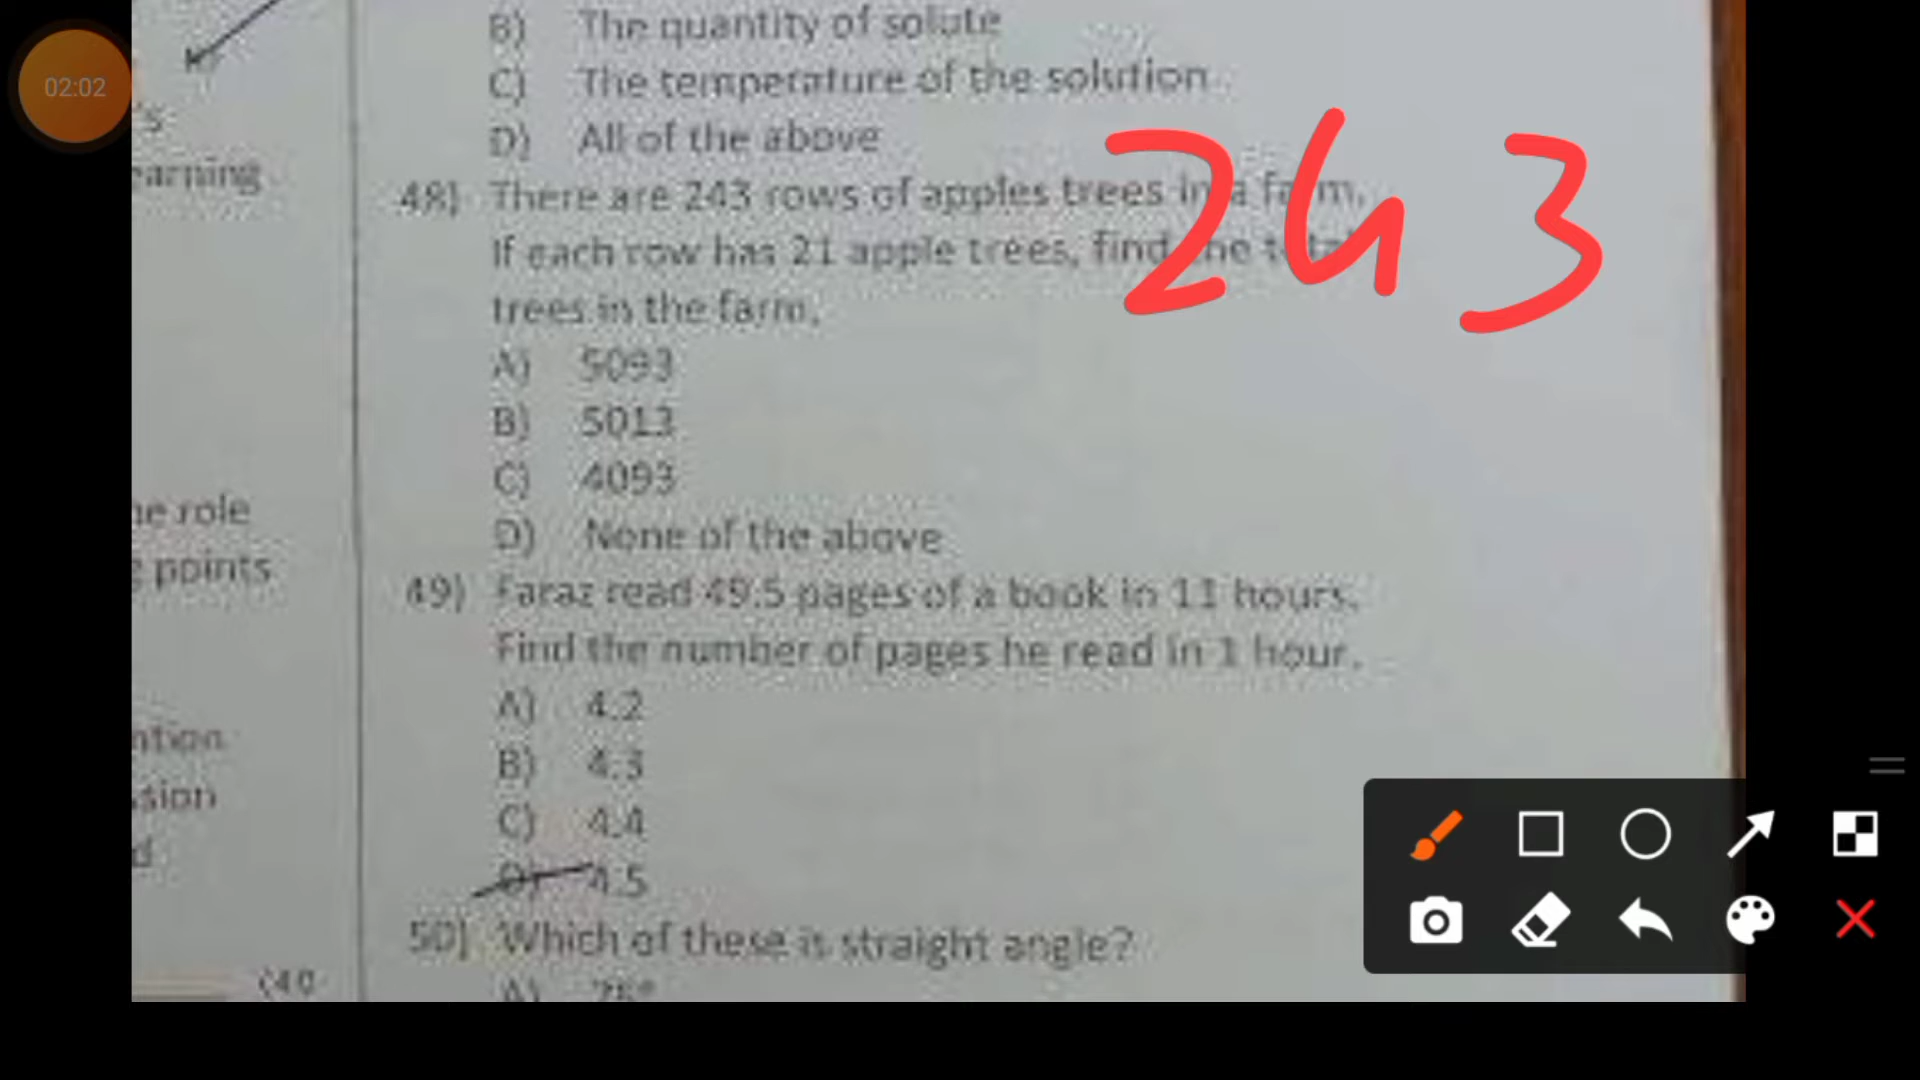 02:02
's
earning
he role
points
ntion
sion
d
(40
B) The quantity of solute
C) The temperature of the solution
D) All of the above
243
48) There are 243 rows of apples trees in a farm.
If each row has 21 apple trees, find the total
trees in the farm.
A) 5093
B) 5013
C) 4093
D) None of the above
49) Faraz read 49.5 pages of a book in 11 hours.
Find the number of pages he read in 1 hour.
A) 4.2
B) 4.3
C) 4.4
D) 4.5
50) Which of these is straight angle?
A)